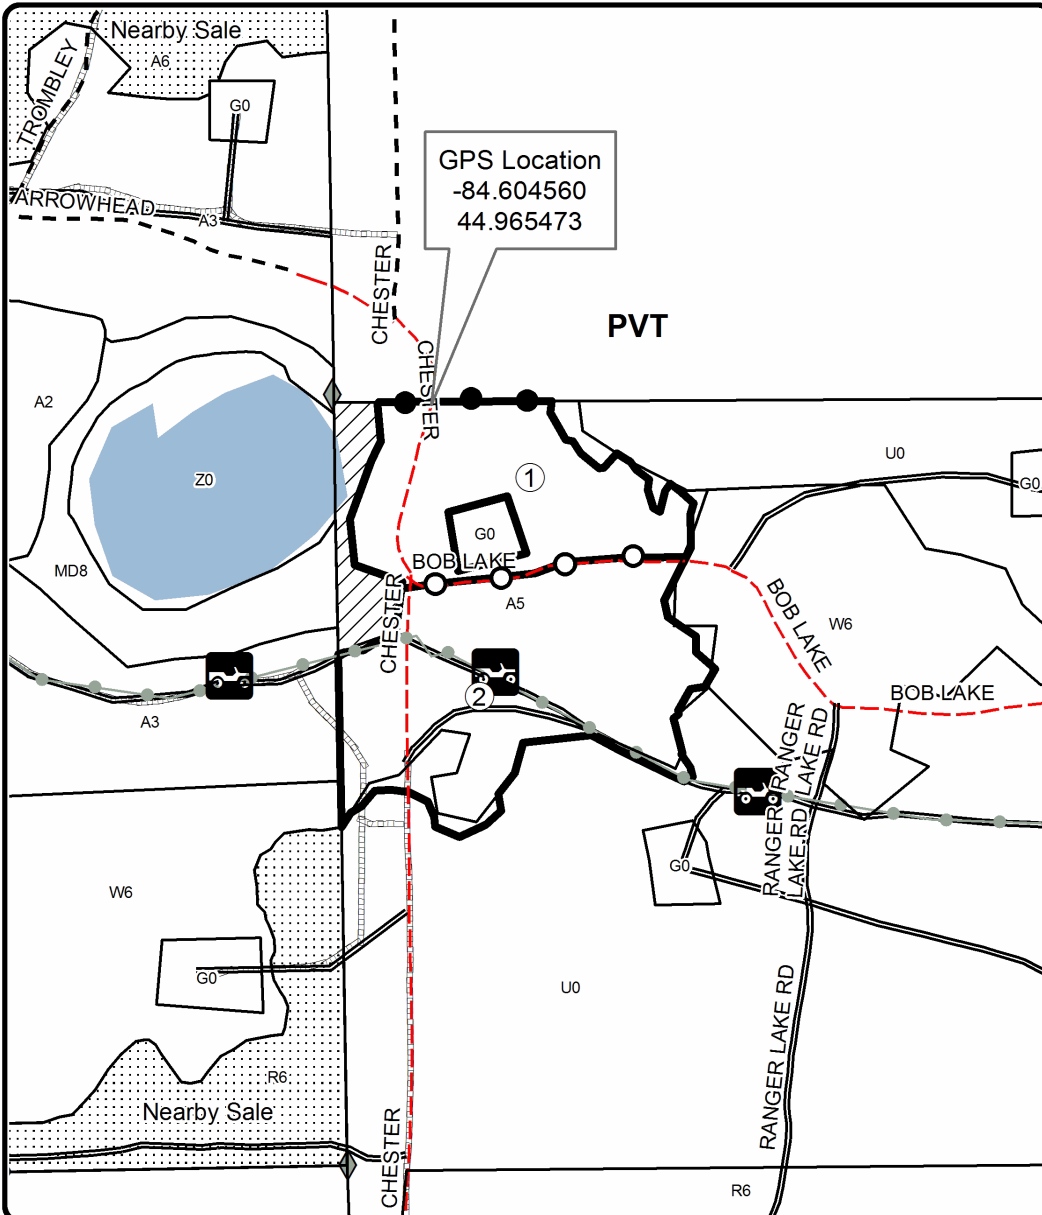 Nearby Sale
A6
TROMBLEY
G0
GPS Location
-84.604560
44.965473
ARROWHEAD
A3
CHESTER
PVT
CHESTER
A2
U0
Z0
1
G0
G0
BOB LAKE
MD8
CHESTER
A5
BOB LAKE
W6
2
BOB LAKE
A3
RANGER
LAKE RD
RANGER
LAKE RD
G0
W6
G0
U0
RANGER LAKE RD
R6
Nearby Sale
CHESTER
R6